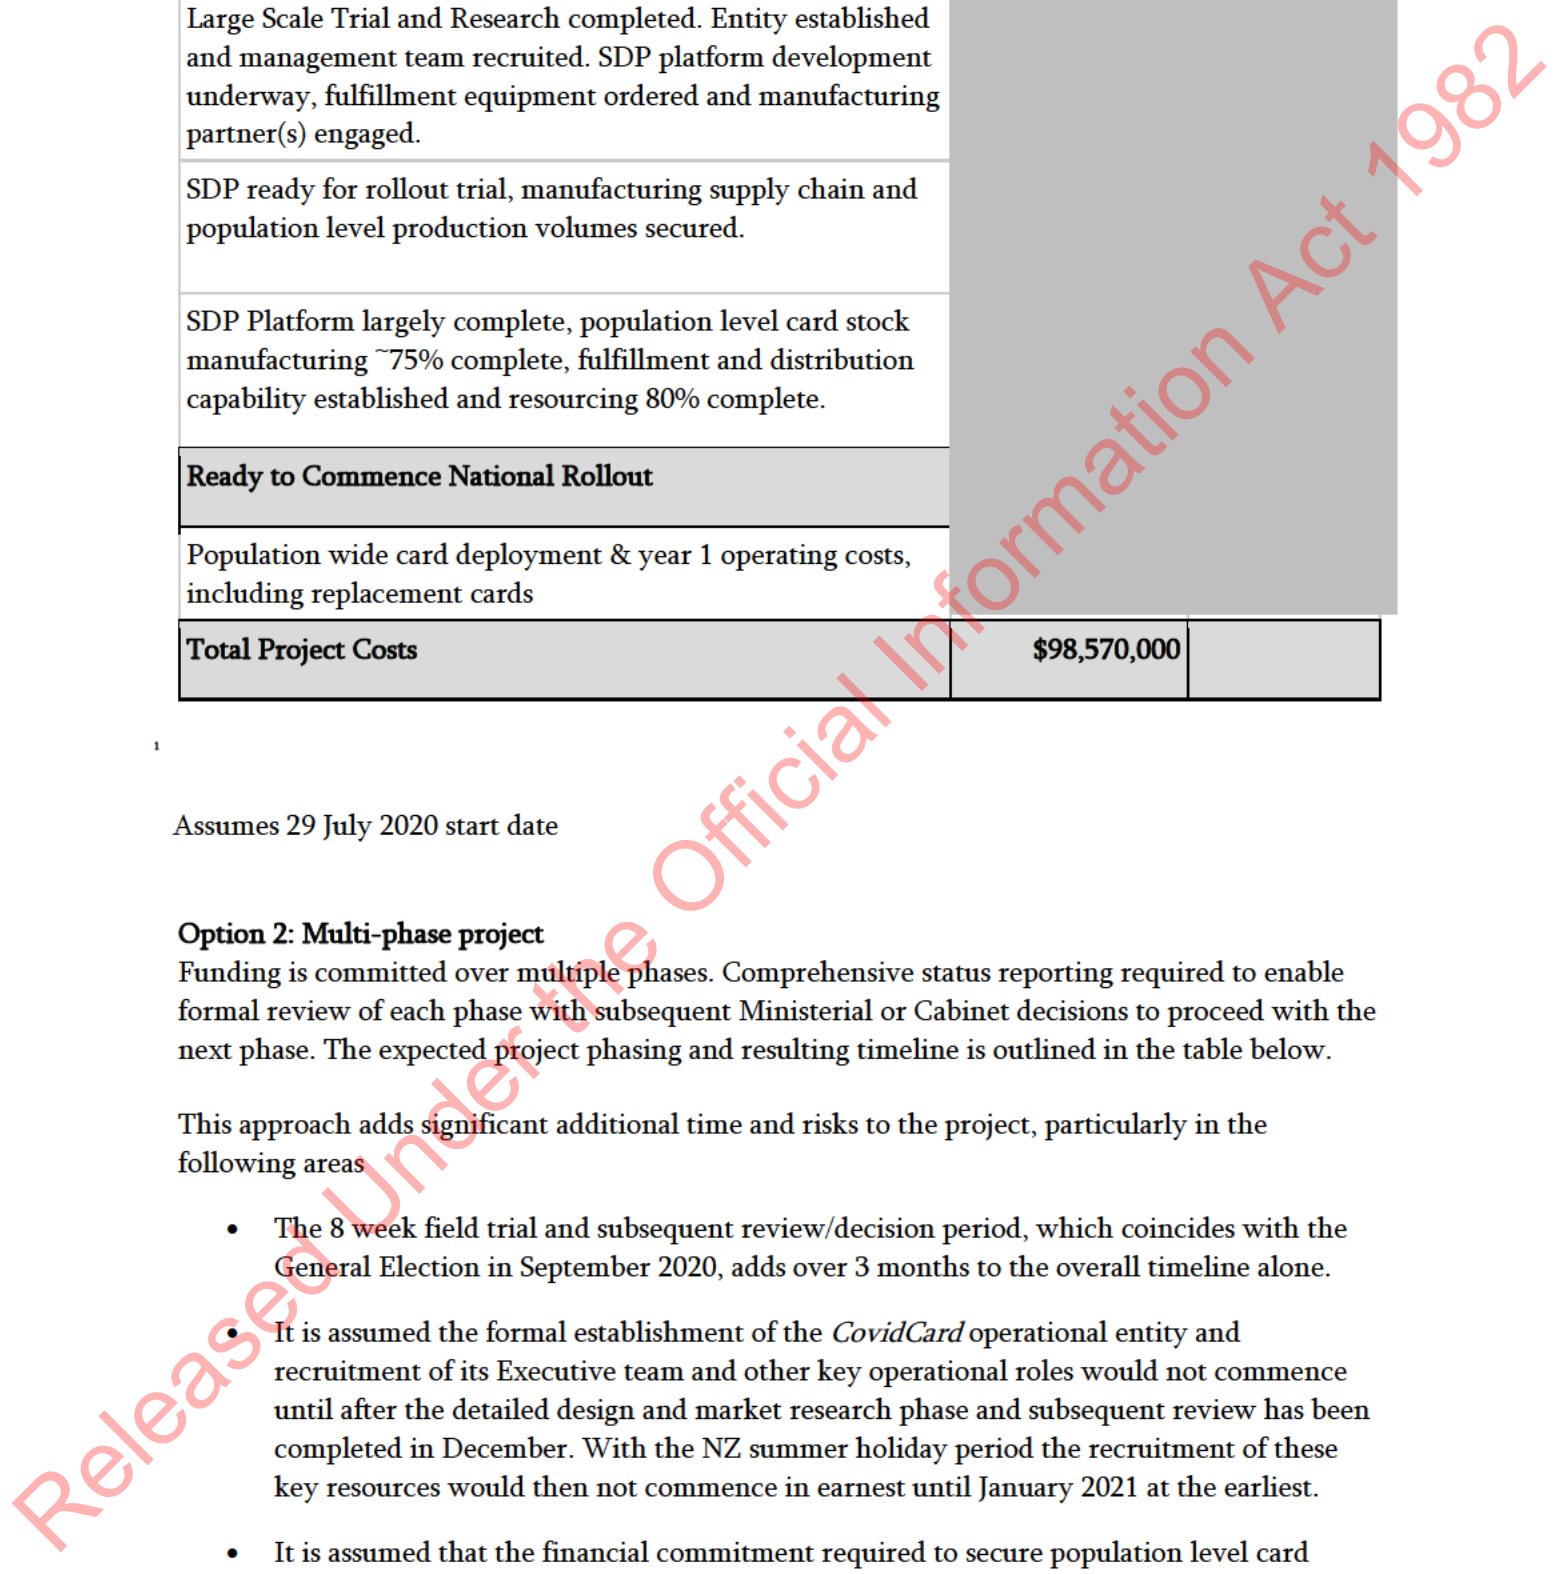 Large Scale Trial and Research completed. Entity established
and management team recruited. SDP platform development
underway, fulfillment equipment ordered and manufacturing
partner(s) engaged.
SDP ready for rollout trial, manufacturing supply chain and
population level production volumes secured.
SDP Platform largely complete, population level card stock
manufacturing ~75% complete, fulfillment and distribution
capability established and resourcing 80% complete.
Ready to Commence National Rollout
Population wide card deployment & year 1 operating costs,
including replacement cards
Total Project Costs $98,570,000
1
Assumes 29 July 2020 start date
Option 2: Multi-phase project
Funding is committed over multiple phases. Comprehensive status reporting required to enable
formal review of each phase with subsequent Ministerial or Cabinet decisions to proceed with the
next phase. The expected project phasing and resulting timeline is outlined in the table below.
This approach adds significant additional time and risks to the project, particularly in the
following areas
• The 8 week field trial and subsequent review/decision period, which coincides with the
General Election in September 2020, adds over 3 months to the overall timeline alone.
• It is assumed the formal establishment of the CovidCard operational entity and
recruitment of its Executive team and other key operational roles would not commence
until after the detailed design and market research phase and subsequent review has been
completed in December. With the NZ summer holiday period the recruitment of these
key resources would then not commence in earnest until January 2021 at the earliest.
• It is assumed that the financial commitment required to secure population level card
Released Under the Official Information Act 1982